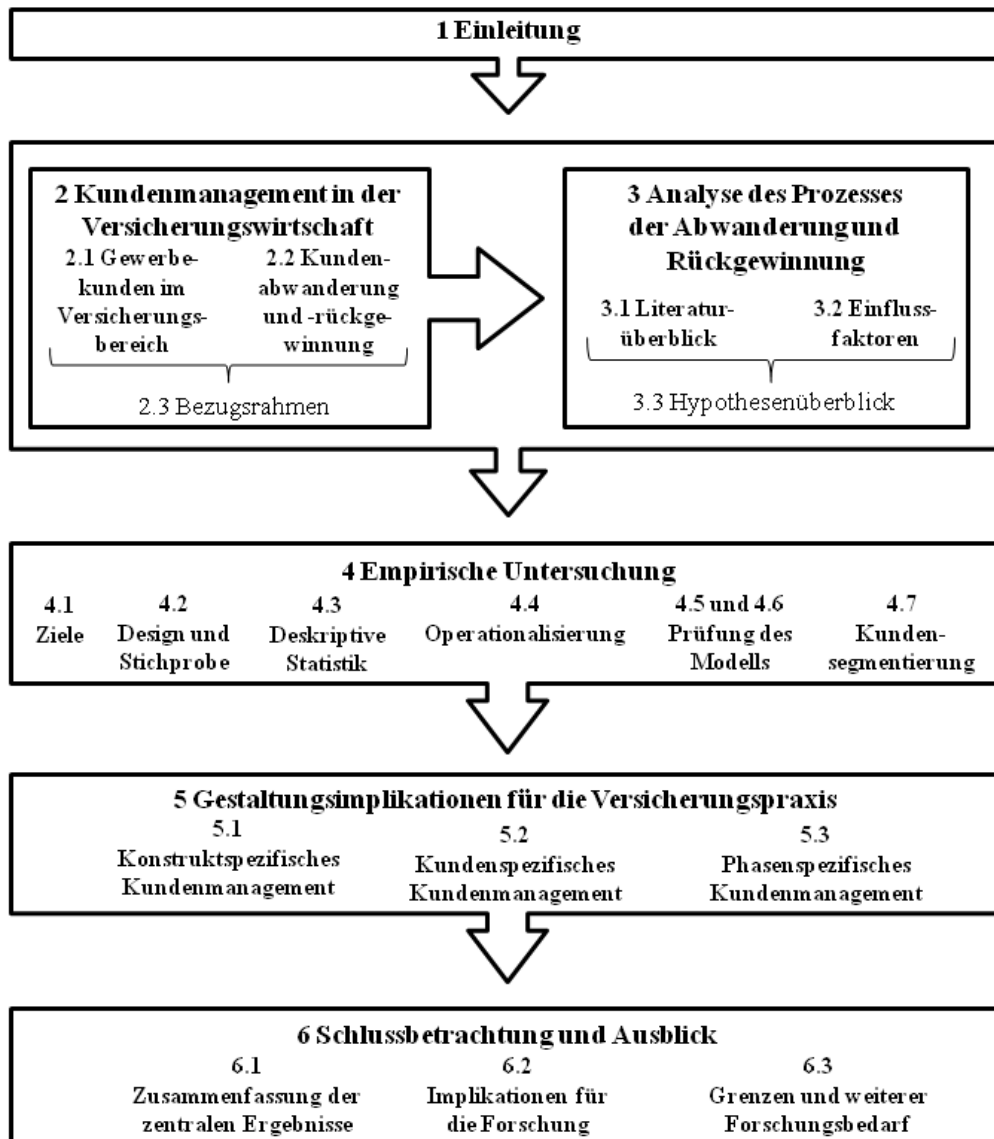 1 Einleitung
2 Kundenmanagement in der
Versicherungswirtschaft
2.1 Gewerbe-
kunden im
Versicherungs-
bereich
2.2 Kunden-
abwanderung
und -rückge-
winnung
2.3 Bezugsrahmen
3 Analyse des Prozesses
der Abwanderung und
Rückgewinnung
3.1 Literatur-
überblick
3.2 Einfluss-
faktoren
3.3 Hypothesenüberblick
4 Empirische Untersuchung
4.1
Ziele
4.2
Design und
Stichprobe
4.3
Deskriptive
Statistik
4.4
Operationalisierung
4.5 und 4.6
Prüfung des
Modells
4.7
Kunden-
segmentierung
5 Gestaltungsimplikationen für die Versicherungspraxis
5.1
Konstruktspezifisches
Kundenmanagement
5.2
Kundenspezifisches
Kundenmanagement
5.3
Phasenspezifisches
Kundenmanagement
6 Schlussbetrachtung und Ausblick
6.1
Zusammenfassung der
zentralen Ergebnisse
6.2
Implikationen für
die Forschung
6.3
Grenzen und weiterer
Forschungsbedarf